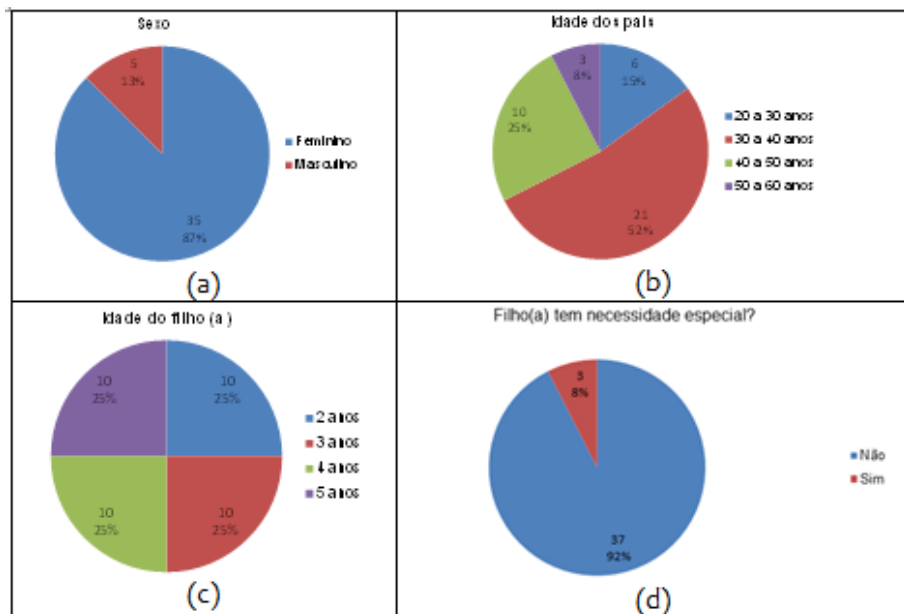 Sexo
5
13%
35
87%
Feminino
Masculino
(a)
Idade dos pais
3
8%
6
15%
10
25%
21
52%
20 a 30 anos
30 a 40 anos
40 a 50 anos
50 a 60 anos
(b)
Idade do filho (a)
10
25%
10
25%
10
25%
10
25%
2 anos
3 anos
4 anos
5 anos
(c)
Filho(a) tem necessidade especial?
3
8%
37
92%
Não
Sim
(d)